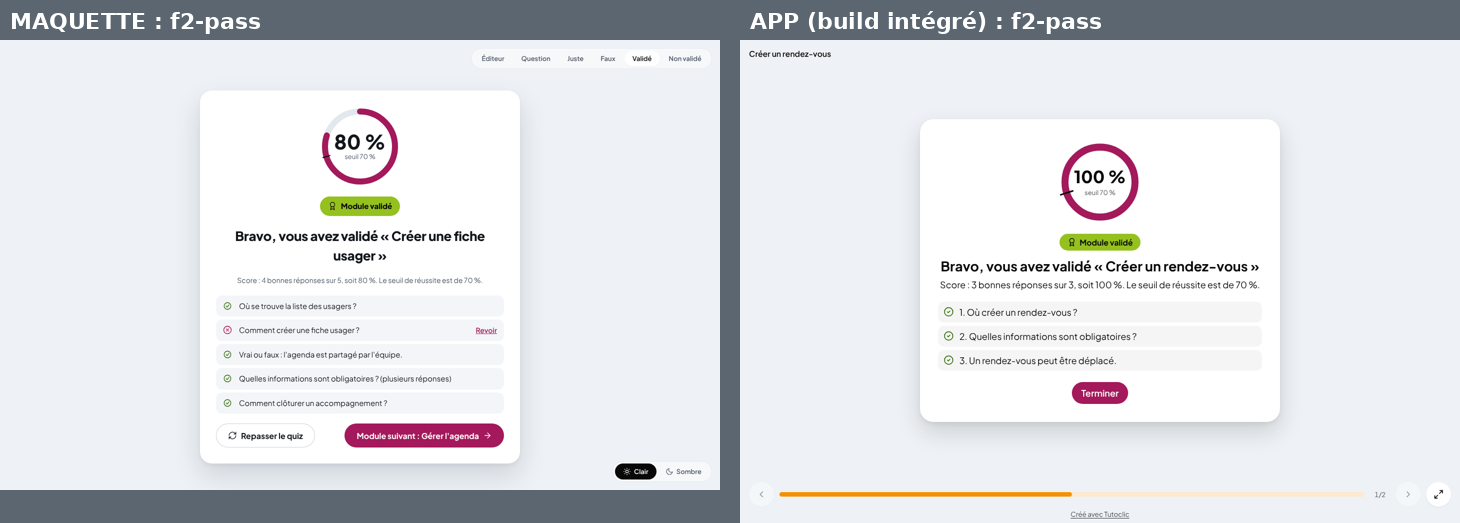 MAQUETTE : f2-pass
Éditeur Question Juste Faux Validé Non validé
80 %
seuil 70 %
Module validé
Bravo, vous avez validé « Créer une fiche
usager »
Score : 4 bonnes réponses sur 5, soit 80 %. Le seuil de réussite est de 70 %.
Où se trouve la liste des usagers ?
Comment créer une fiche usager ? Revoir
Vrai ou faux : l'agenda est partagé par l'équipe.
Quelles informations sont obligatoires ? (plusieurs réponses)
Comment clôturer un accompagnement ?
Repasser le quiz Module suivant : Gérer l'agenda
Clair Sombre
APP (build intégré) : f2-pass
Créer un rendez-vous
100 %
seuil 70 %
Module validé
Bravo, vous avez validé « Créer un rendez-vous »
Score : 3 bonnes réponses sur 3, soit 100 %. Le seuil de réussite est de 70 %.
1. Où créer un rendez-vous ?
2. Quelles informations sont obligatoires ?
3. Un rendez-vous peut être déplacé.
Terminer
1/2
Créé avec Tutoclic